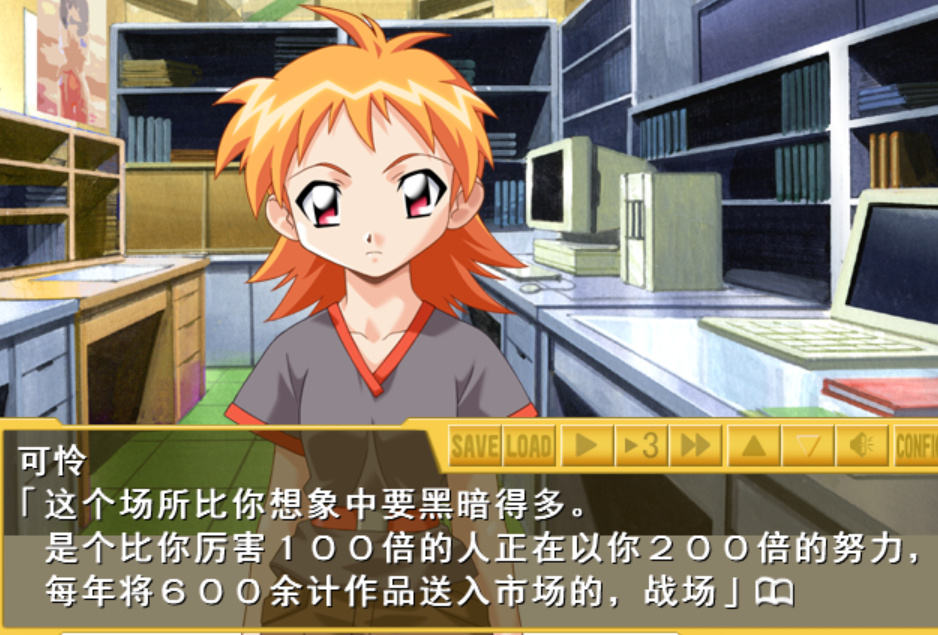 SAVE LOAD 3 CONFI
可怜
「这个场所比你想象中要黑暗得多。
是个比你厉害１００倍的人正在以你２００倍的努力，
每年将６００余计作品送入市场的，战场」